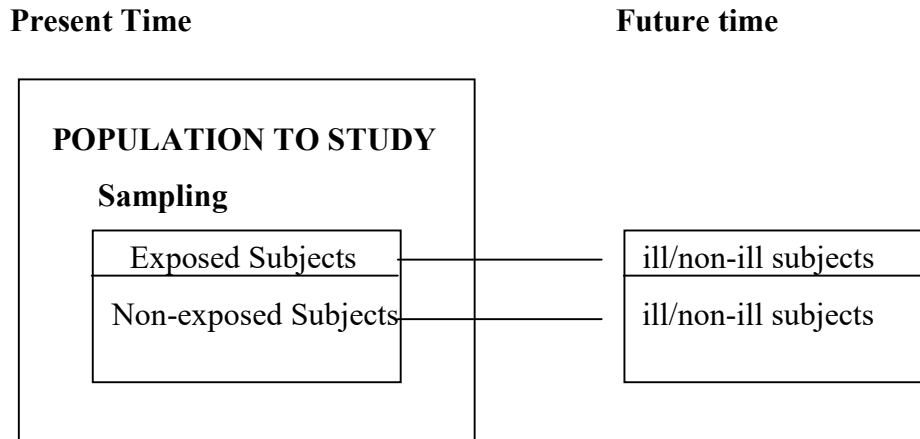 Present Time Future time
POPULATION TO STUDY
Sampling
Exposed Subjects ill/non-ill subjects
Non-exposed Subjects ill/non-ill subjects